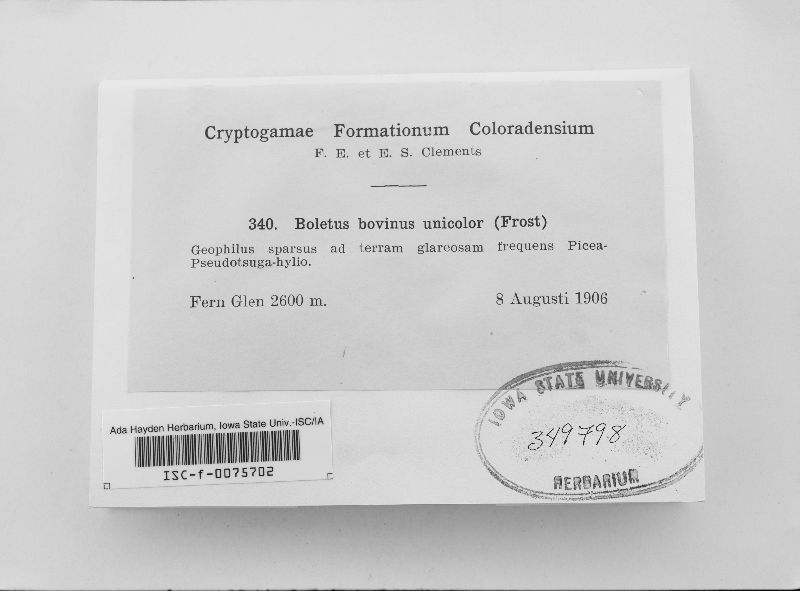 Cryptogamae Formationum Coloradensium
F. E. et E. S. Clements
340. Boletus bovinus unicolor (Frost)
Geophilus sparsus ad terram glareosam frequens Picea-
Pseudotsuga-hylio.
Fern Glen 2600 m. 8 Augusti 1906
Ada Hayden Herbarium, Iowa State Univ.-ISC/IA
ISC-f-0075702
IOWA STATE UNIVERSITY
349798
HERBARIUM